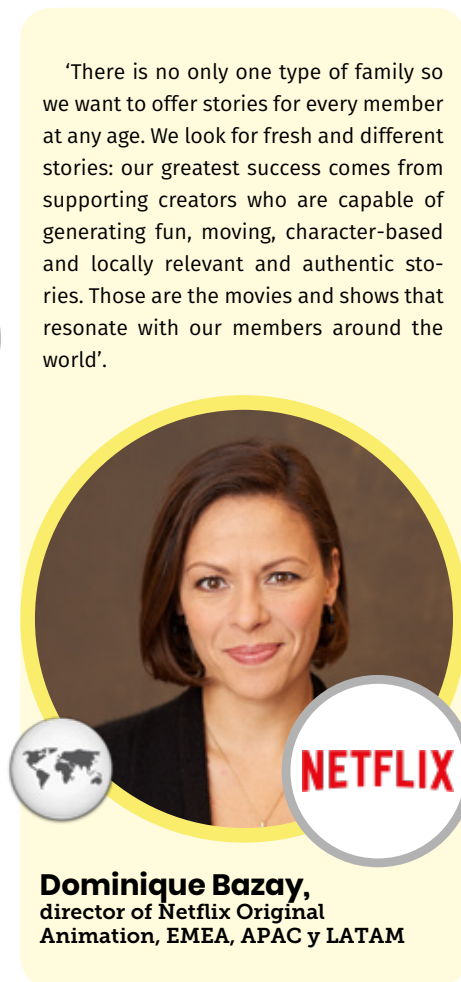 ‘There is no only one type of family so
we want to offer stories for every member
at any age. We look for fresh and different
stories: our greatest success comes from
supporting creators who are capable of
generating fun, moving, character-based
and locally relevant and authentic sto-
ries. Those are the movies and shows that
resonate with our members around the
world’.
NETFLIX
Dominique Bazay,
director of Netflix Original
Animation, EMEA, APAC y LATAM